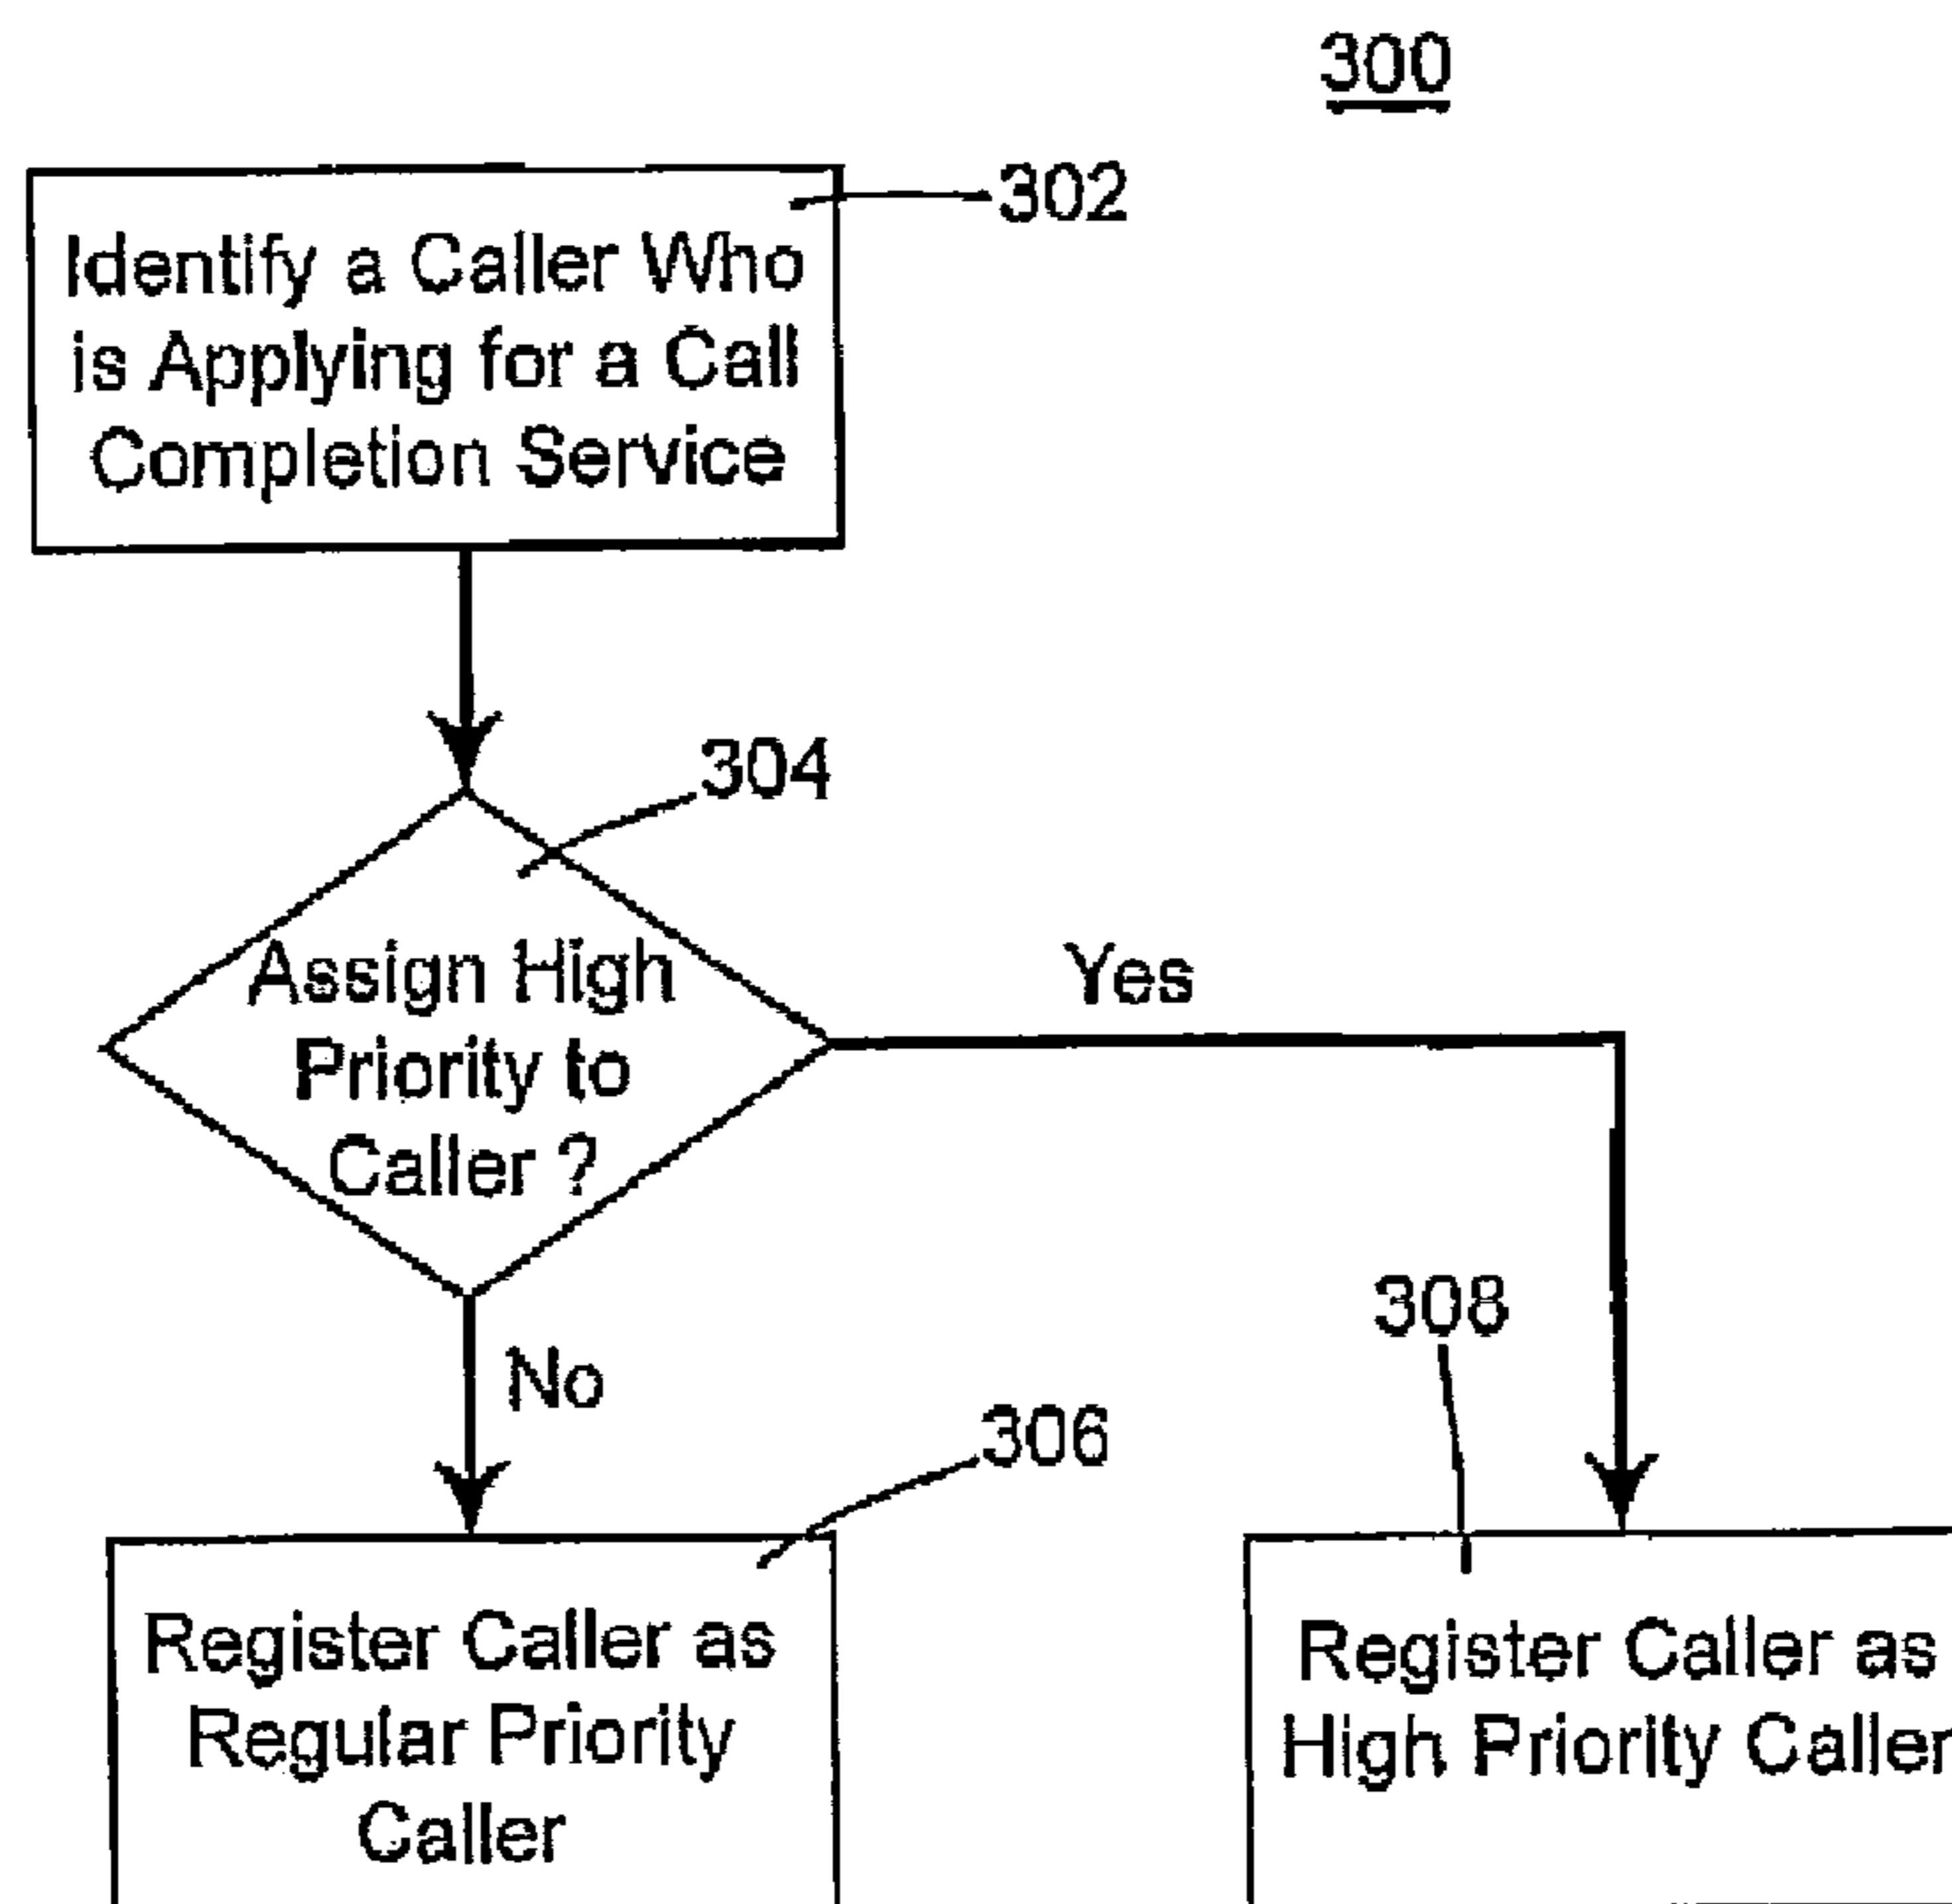 300
302
Identify a Caller Who
is Applying for a Call
Completion Service
304
Assign High
Priority to
Caller ?
Yes
No
308
306
Register Caller as
Regular Priority
Caller
Register Caller as
High Priority Caller